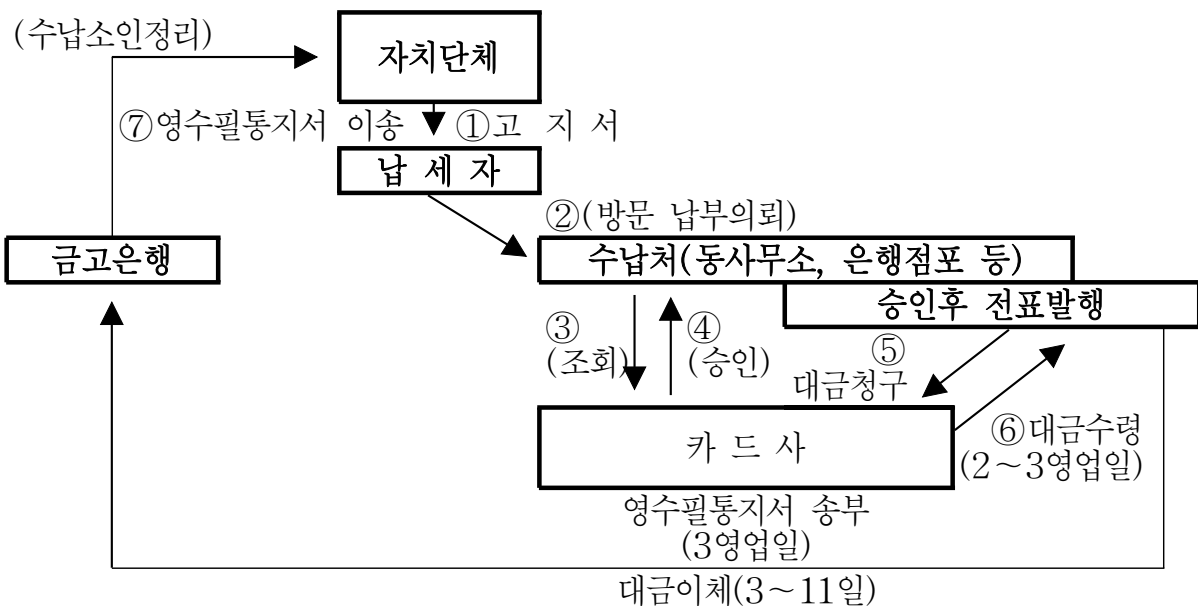 (수납소인정리)
자치단체
⑦영수필통지서 이송
①고 지 서
납 세 자
②(방문 납부의뢰)
금고은행
수납처(동사무소, 은행점포 등)
승인후 전표발행
③
(조회)
④
(승인)
⑤
대금청구
카 드 사
⑥대금수령
(2~3영업일)
영수필통지서 송부
(3영업일)
대금이체(3~11일)